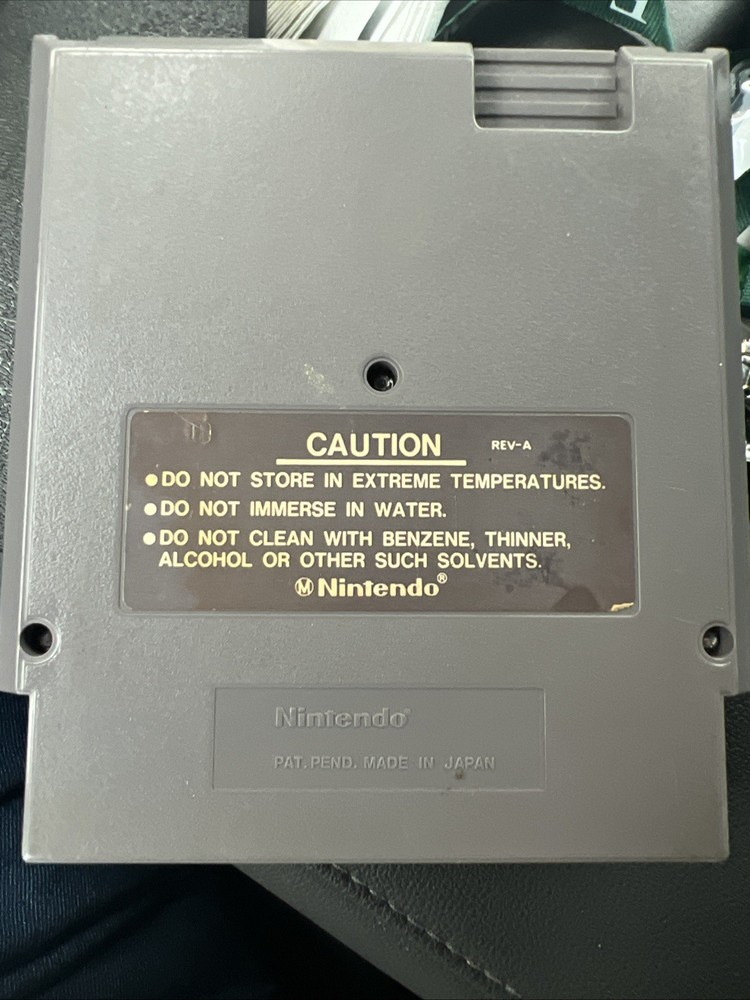 CAUTION REV-A
●DO NOT STORE IN EXTREME TEMPERATURES.
●DO NOT IMMERSE IN WATER.
●DO NOT CLEAN WITH BENZENE, THINNER,
ALCOHOL OR OTHER SUCH SOLVENTS.
Ⓜ Nintendo®
Nintendo®
PAT. PEND. MADE IN JAPAN